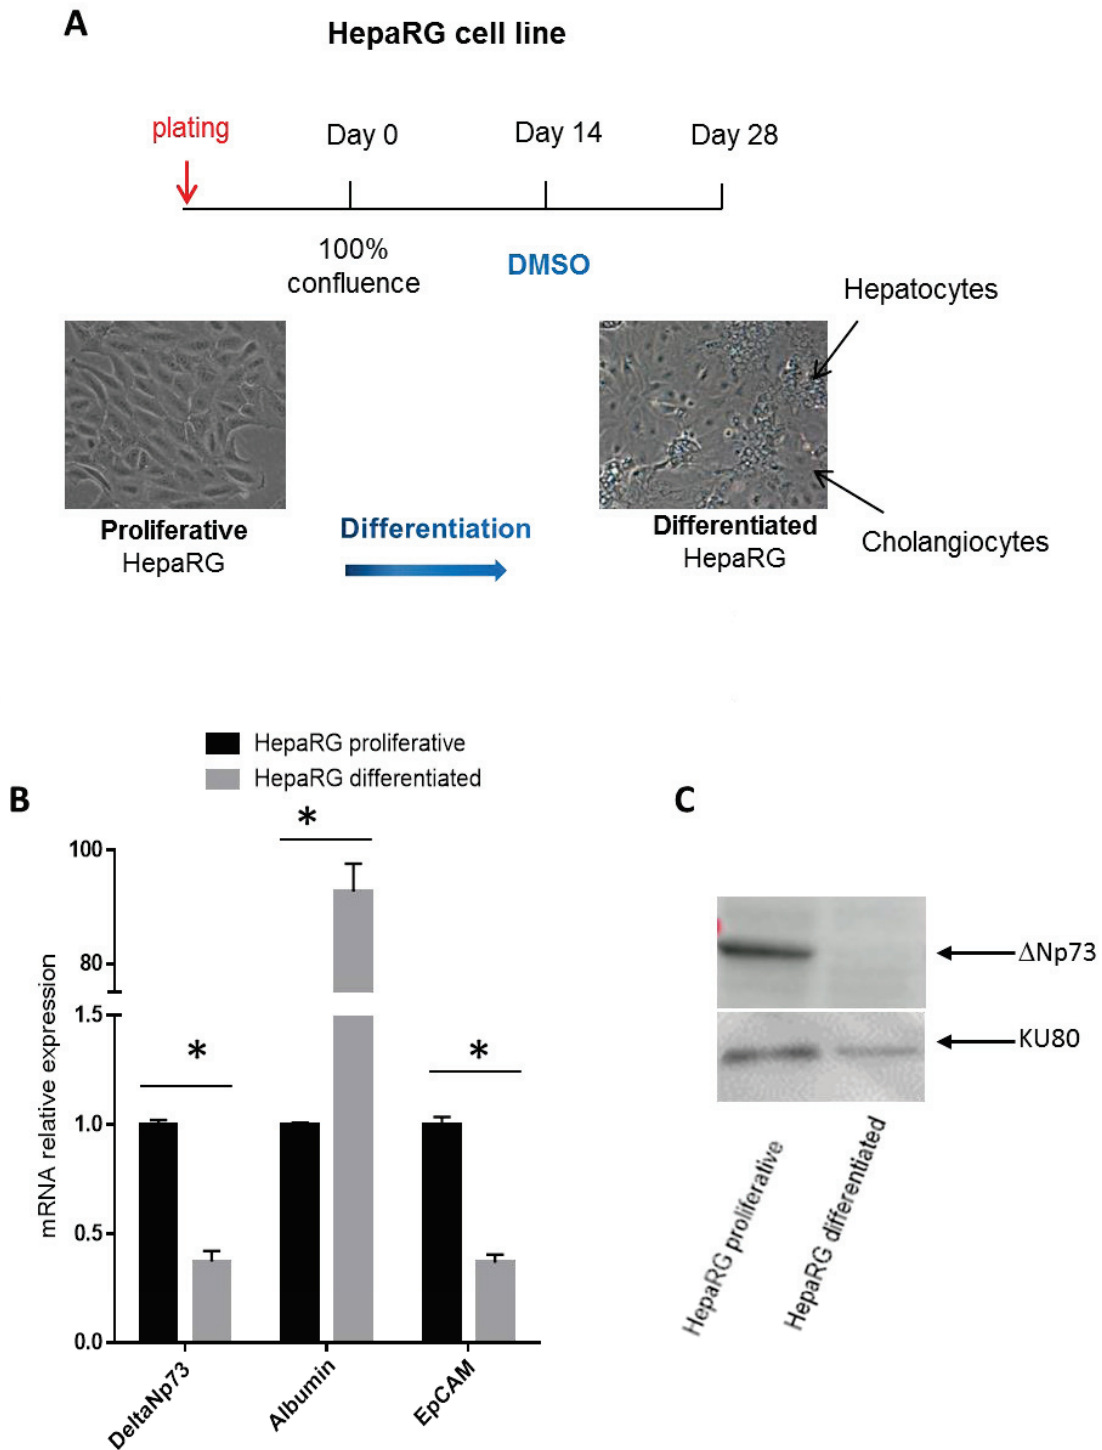 A
HepaRG cell line
plating
Day 0
Day 14
Day 28
100%
confluence
DMSO
Hepatocytes
Proliferative
HepaRG
Differentiation
Differentiated
HepaRG
Cholangiocytes
HepaRG proliferative
HepaRG differentiated
B
*
100
80
1.5
1.0
0.5
0.0
*
*
mRNA relative expression
DeltaNp73
Albumin
EpCAM
C
ΔNp73
KU80
HepaRG proliferative
HepaRG differentiated